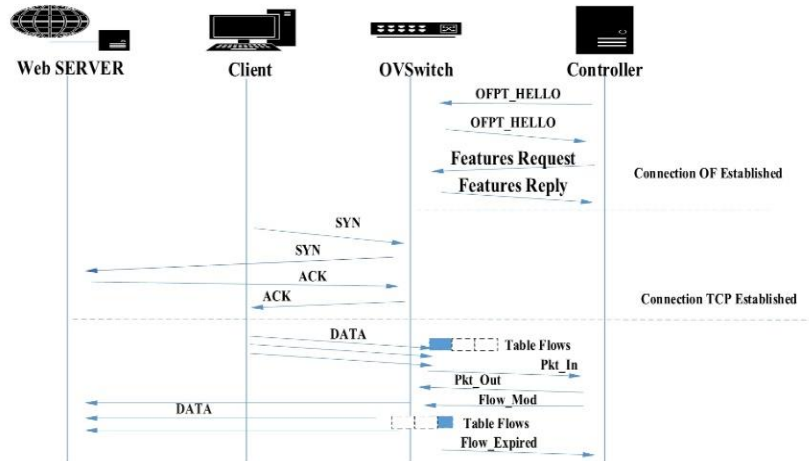 Web SERVER
Client
OVSwitch
Controller
OFPT_HELLO
OFPT_HELLO
Features Request
Connection OF Established
Features Reply
SYN
SYN
ACK
ACK
Connection TCP Established
DATA
Table Flows
Pkt_In
Pkt_Out
Flow_Mod
DATA
Table Flows
Flow_Expired